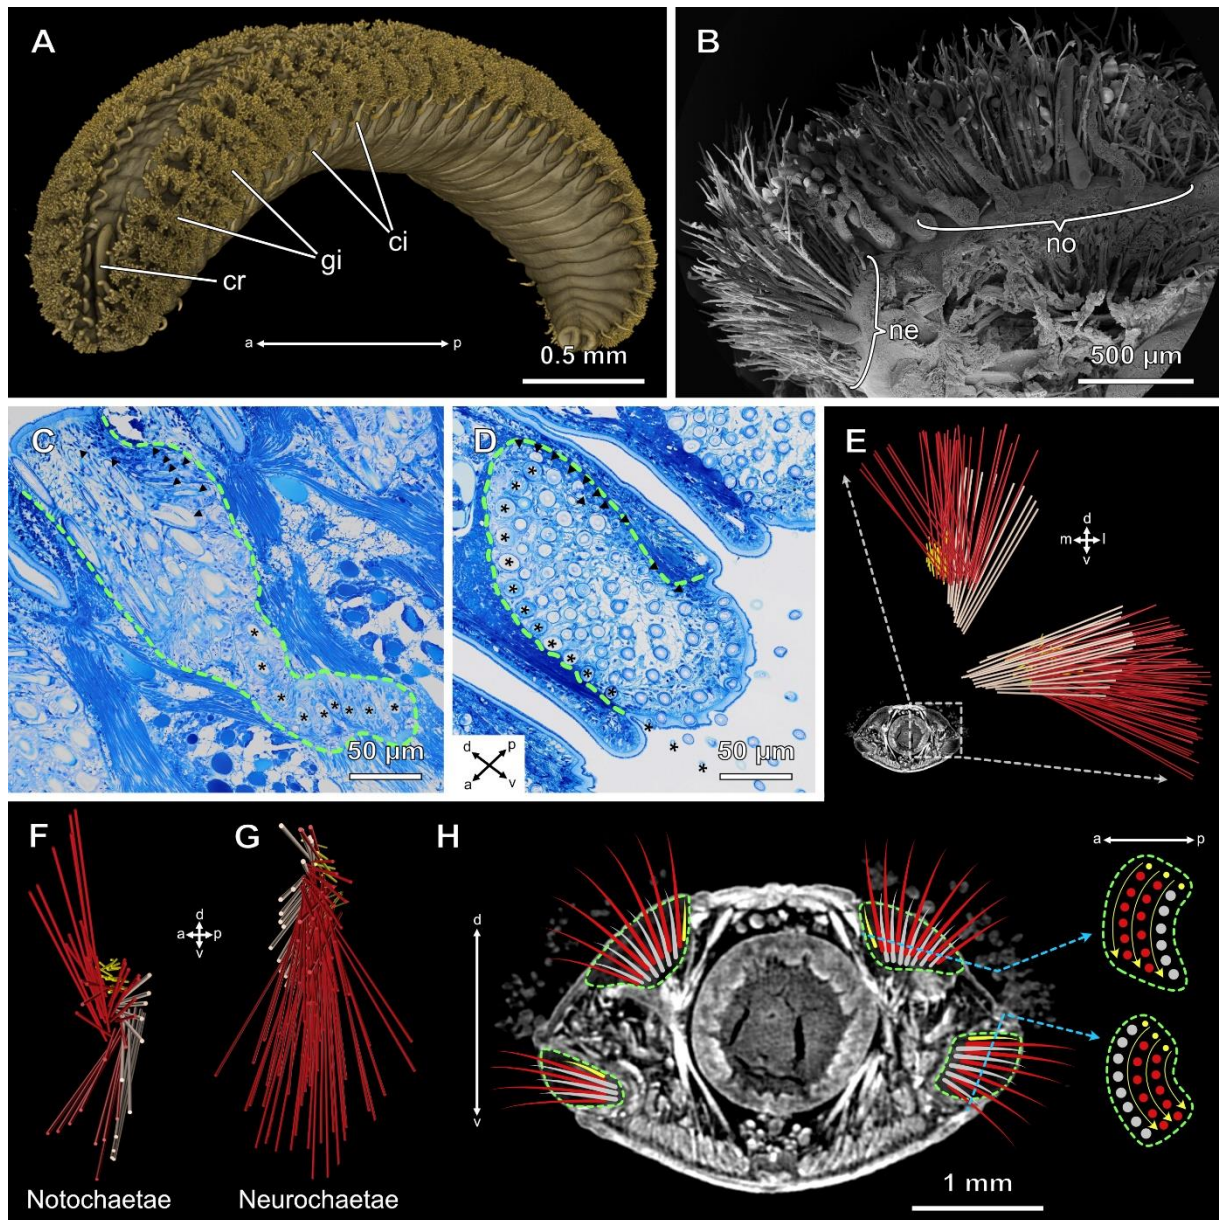 A
cr
gi
ci
a p
0.5 mm
B
no
ne
500 µm
C
* * * * * * * * *
50 µm
D
* * * * * * * * * * * * * * *
d p
a v
50 µm
E
d
m l
v
F
d
a p
v
Notochaetae
G
Neurochaetae
H
d
v
a p
1 mm